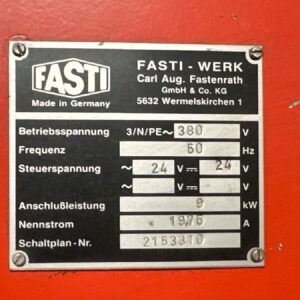 FASTI
Made in Germany
FASTI - WERK
Carl Aug. Fastenrath
GmbH & Co. KG
5632 Wermelskirchen 1
Betriebsspannung 3/N/PE~ 380 V
Frequenz 50 Hz
Steuerspannung ~ 24 V ⎓ 24 V
~ V ⎓ V
Anschlußleistung 9 kW
Nennstrom A
Schaltplan-Nr. 2153310